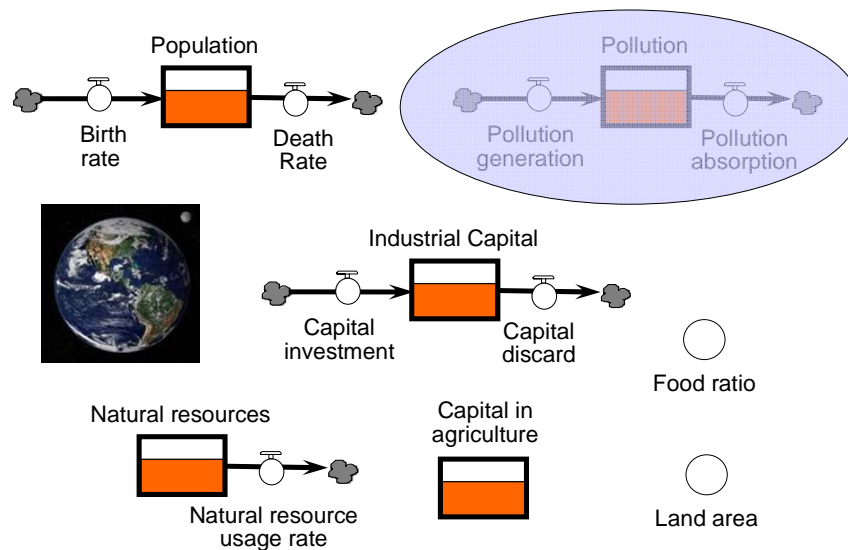 Population
Birth
rate
Death
Rate
Pollution
Pollution
generation
Pollution
absorption
Industrial Capital
Capital
investment
Capital
discard
Food ratio
Natural resources
Natural resource
usage rate
Capital in
agriculture
Land area